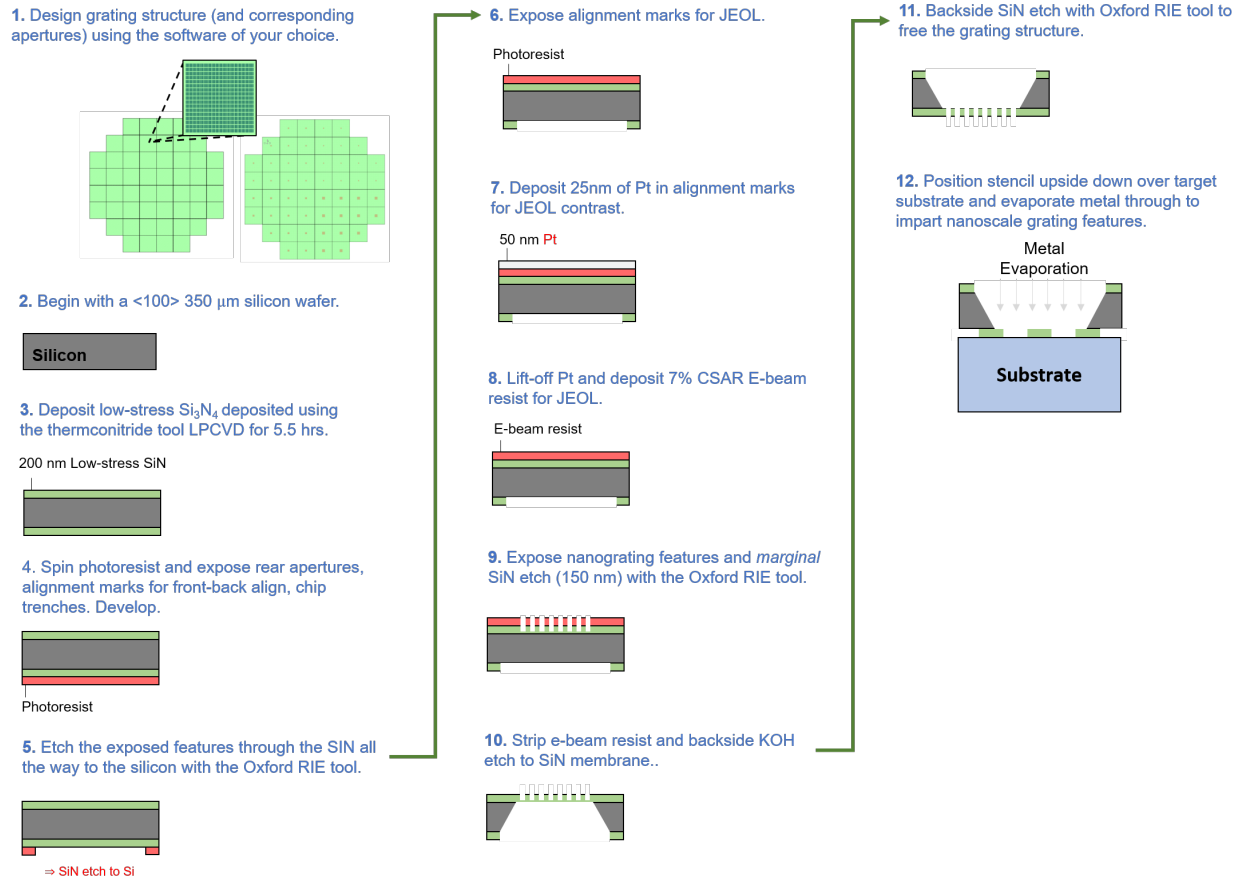 1. Design grating structure (and corresponding
apertures) using the software of your choice.
2. Begin with a <100> 350 μm silicon wafer.
Silicon
3. Deposit low-stress Si₃N₄ deposited using
the thermconitride tool LPCVD for 5.5 hrs.
200 nm Low-stress SiN
4. Spin photoresist and expose rear apertures,
alignment marks for front-back align, chip
trenches. Develop.
Photoresist
5. Etch the exposed features through the SIN all
the way to the silicon with the Oxford RIE tool.
⇒ SiN etch to Si
6. Expose alignment marks for JEOL.
Photoresist
7. Deposit 25nm of Pt in alignment marks
for JEOL contrast.
50 nm Pt
8. Lift-off Pt and deposit 7% CSAR E-beam
resist for JEOL.
E-beam resist
9. Expose nanograting features and marginal
SiN etch (150 nm) with the Oxford RIE tool.
10. Strip e-beam resist and backside KOH
etch to SiN membrane..
11. Backside SiN etch with Oxford RIE tool to
free the grating structure.
12. Position stencil upside down over target
substrate and evaporate metal through to
impart nanoscale grating features.
Metal
Evaporation
Substrate